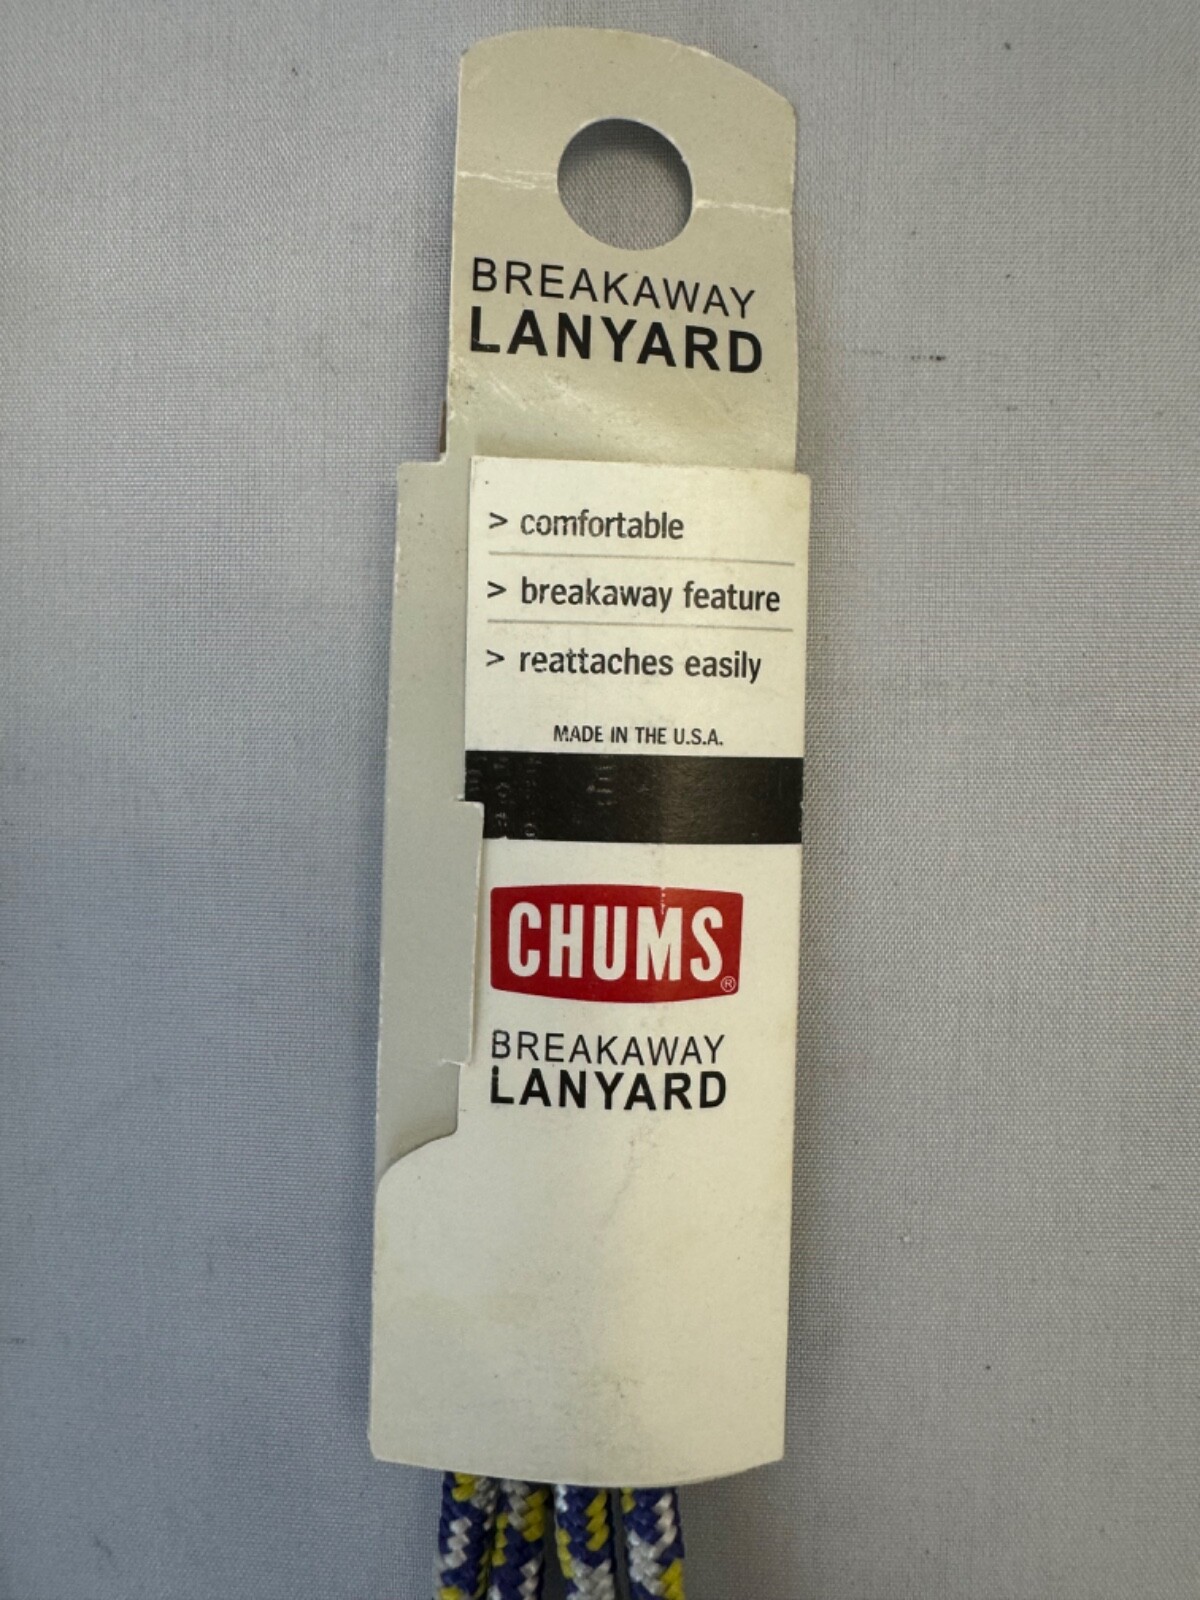 BREAKAWAY
LANYARD
> comfortable
> breakaway feature
> reattaches easily
MADE IN THE U.S.A.
CHUMS®
BREAKAWAY
LANYARD